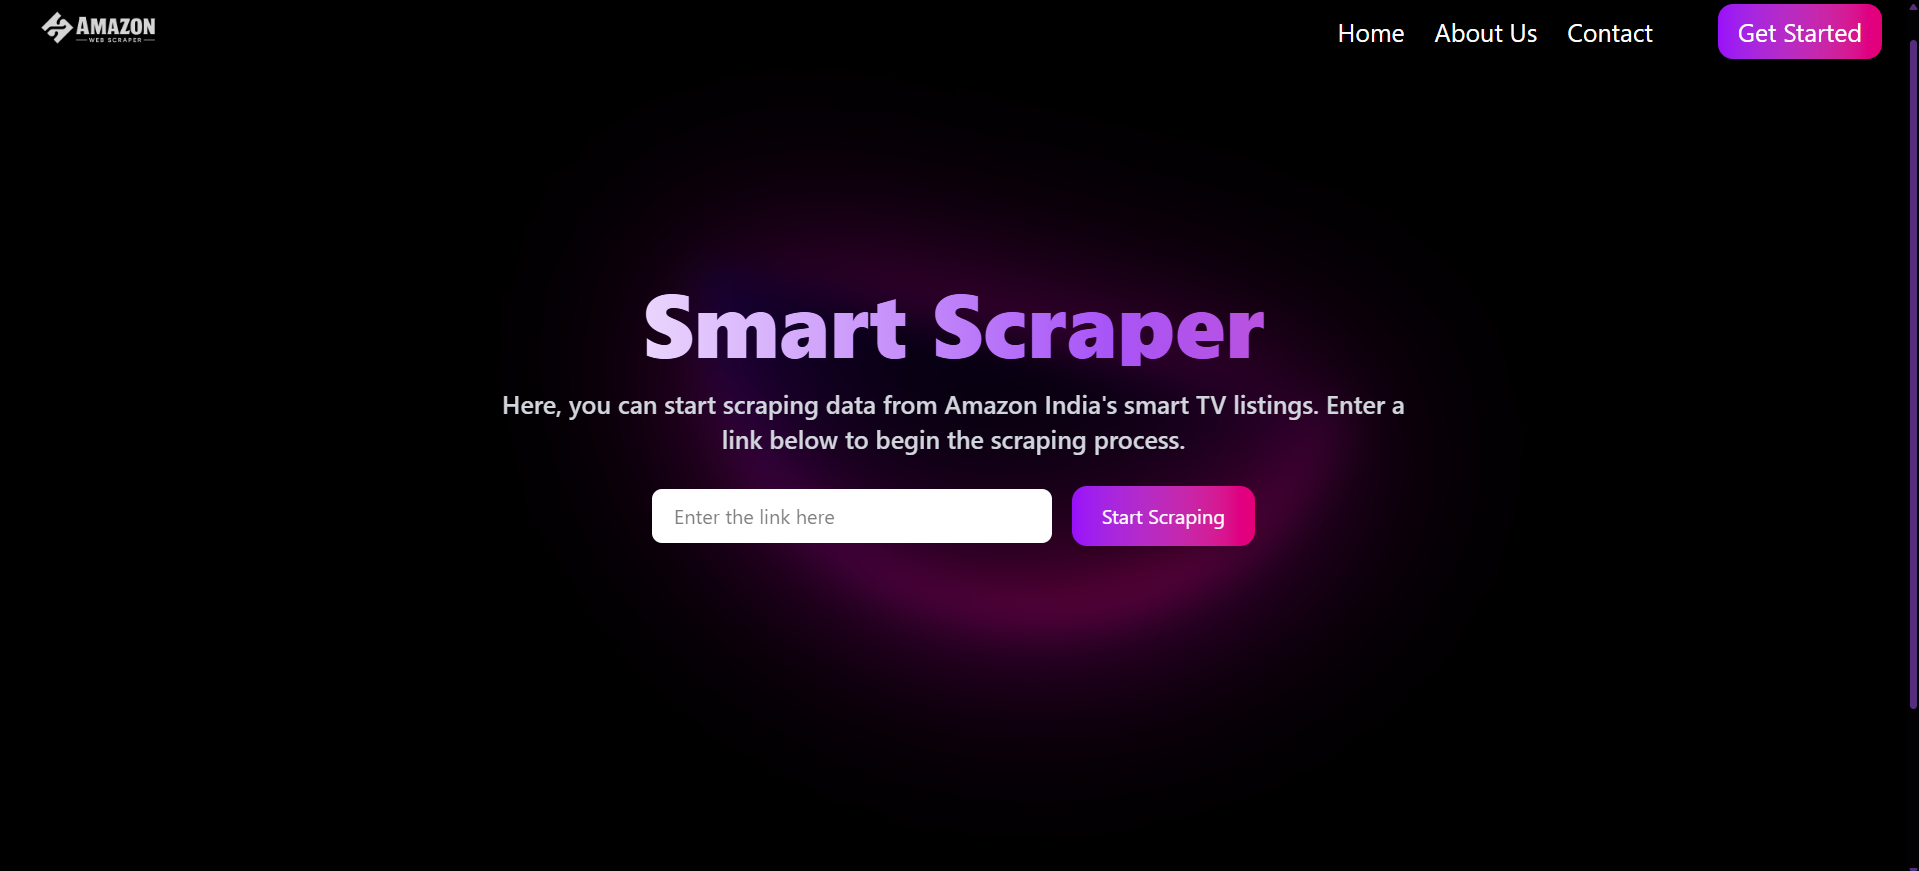 AMAZON
WEB SCRAPER
Home
About Us
Contact
Get Started
Smart Scraper
Here, you can start scraping data from Amazon India's smart TV listings. Enter a
link below to begin the scraping process.
Enter the link here
Start Scraping